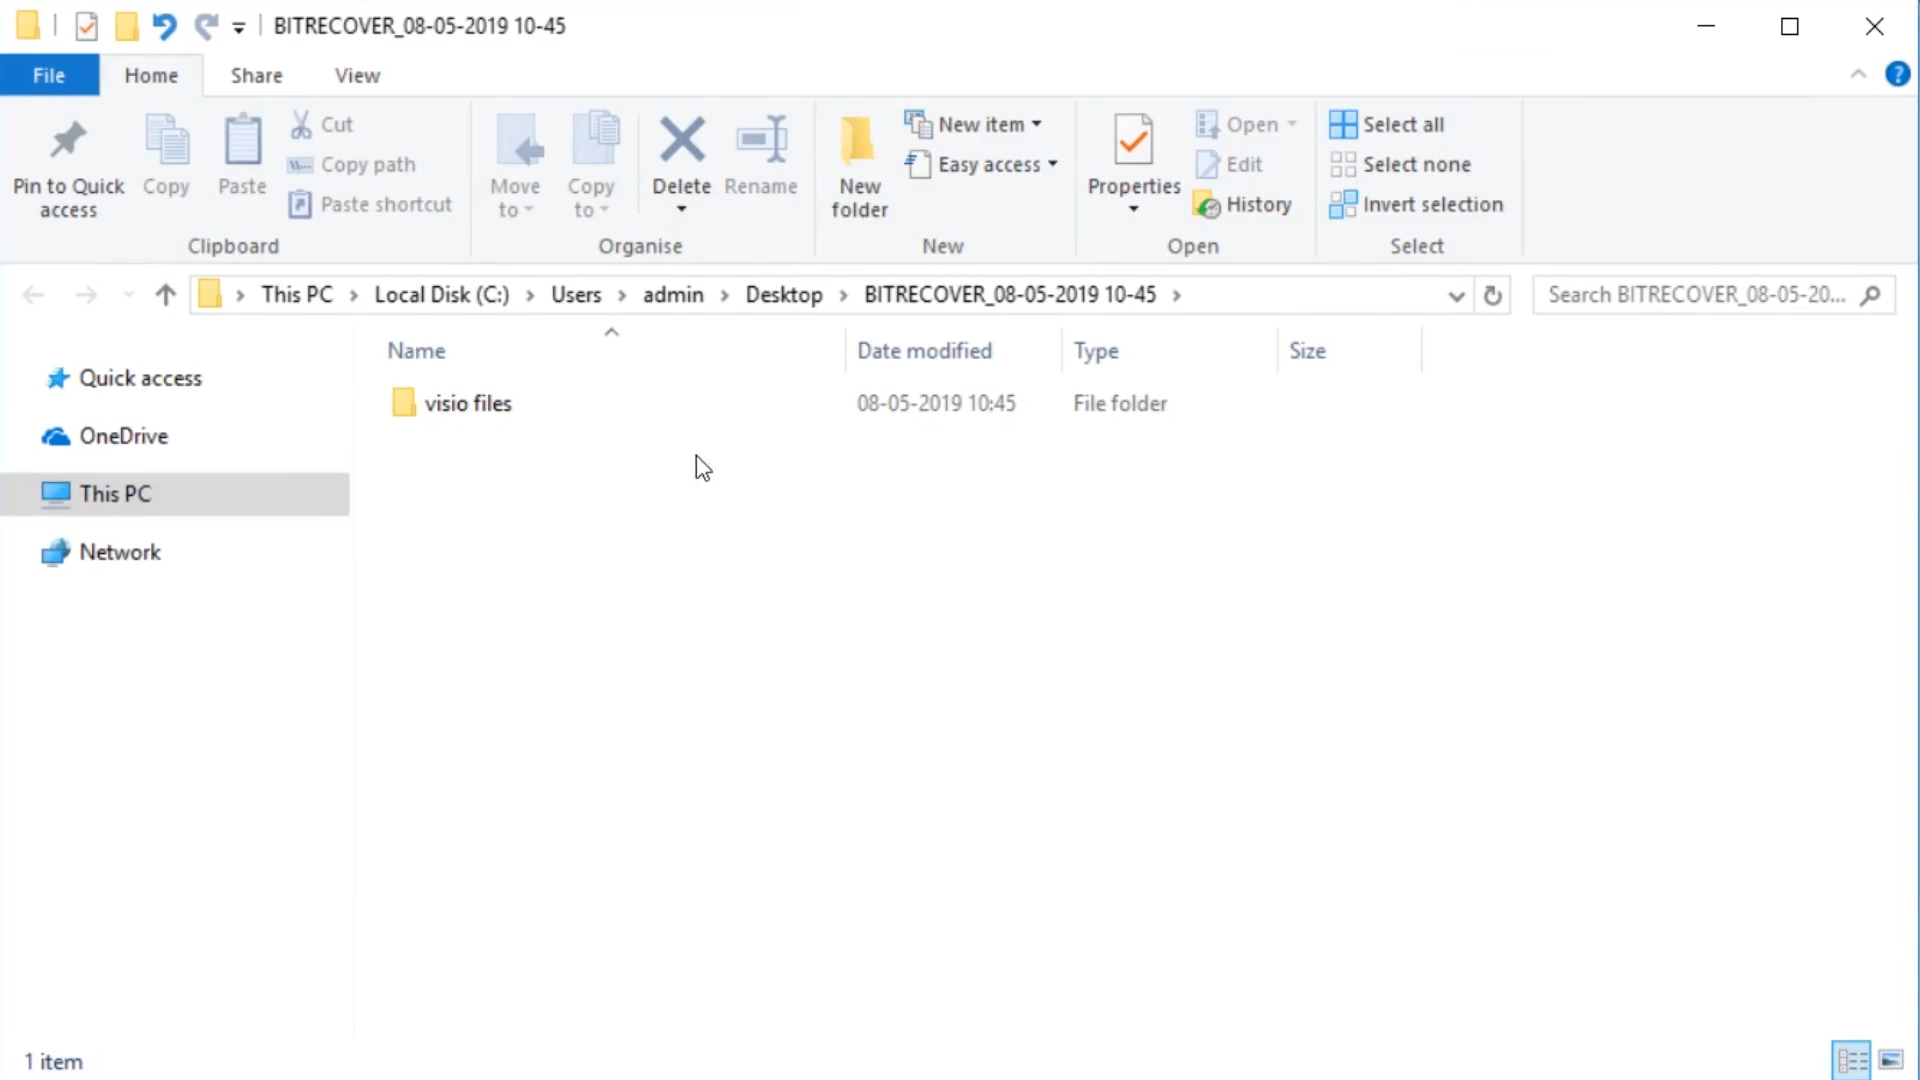 BITRECOVER_08-05-2019 10-45
File Home Share View
?
Pin to Quick access
Copy
Paste
Cut
Copy path
Paste shortcut
Clipboard
Move to
Copy to
Delete
Rename
Organise
New folder
New item
Easy access
New
Properties
Open
Edit
History
Open
Select all
Select none
Invert selection
Select
This PC > Local Disk (C:) > Users > admin > Desktop > BITRECOVER_08-05-2019 10-45 >
Search BITRECOVER_08-05-20...
Quick access
OneDrive
This PC
Network
Name Date modified Type Size
visio files 08-05-2019 10:45 File folder
1 item